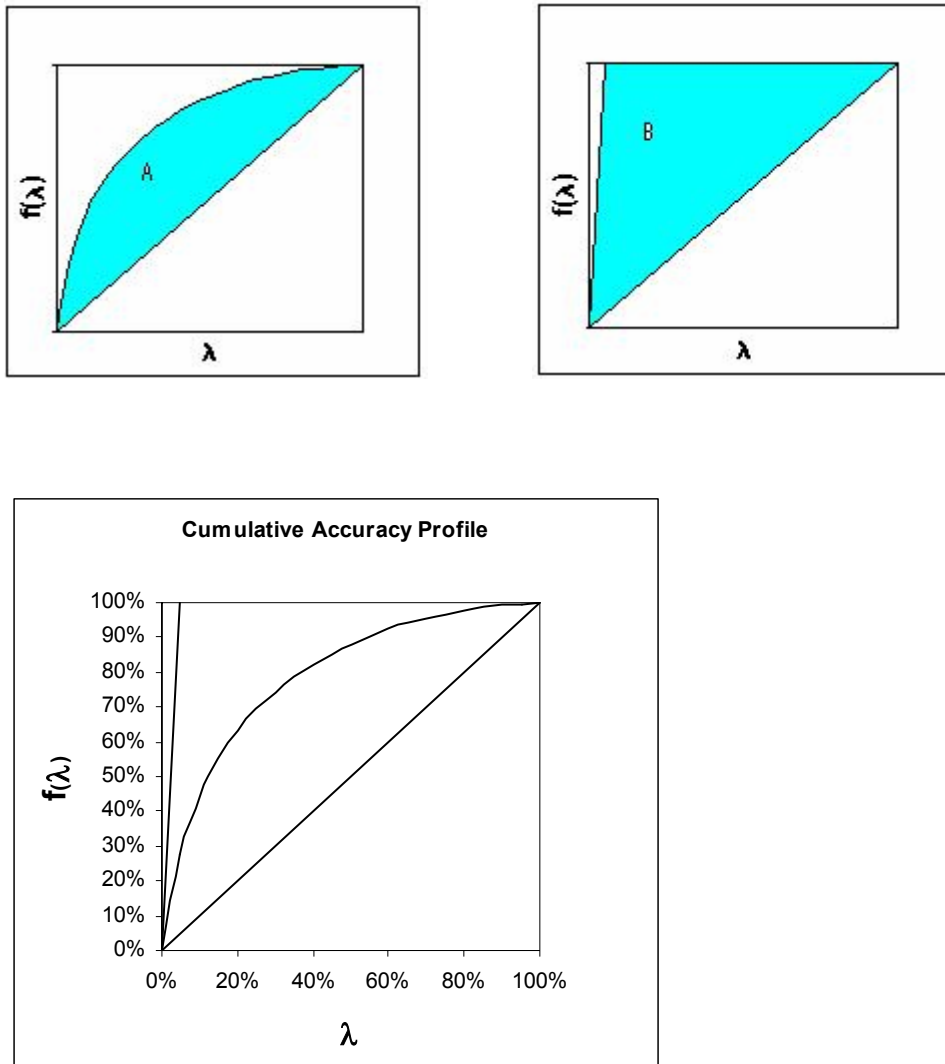 A
f(λ)
λ
B
f(λ)
λ
Cumulative Accuracy Profile
100%
90%
80%
70%
60%
50%
40%
30%
20%
10%
0%
f(λ)
0% 20% 40% 60% 80% 100%
λ